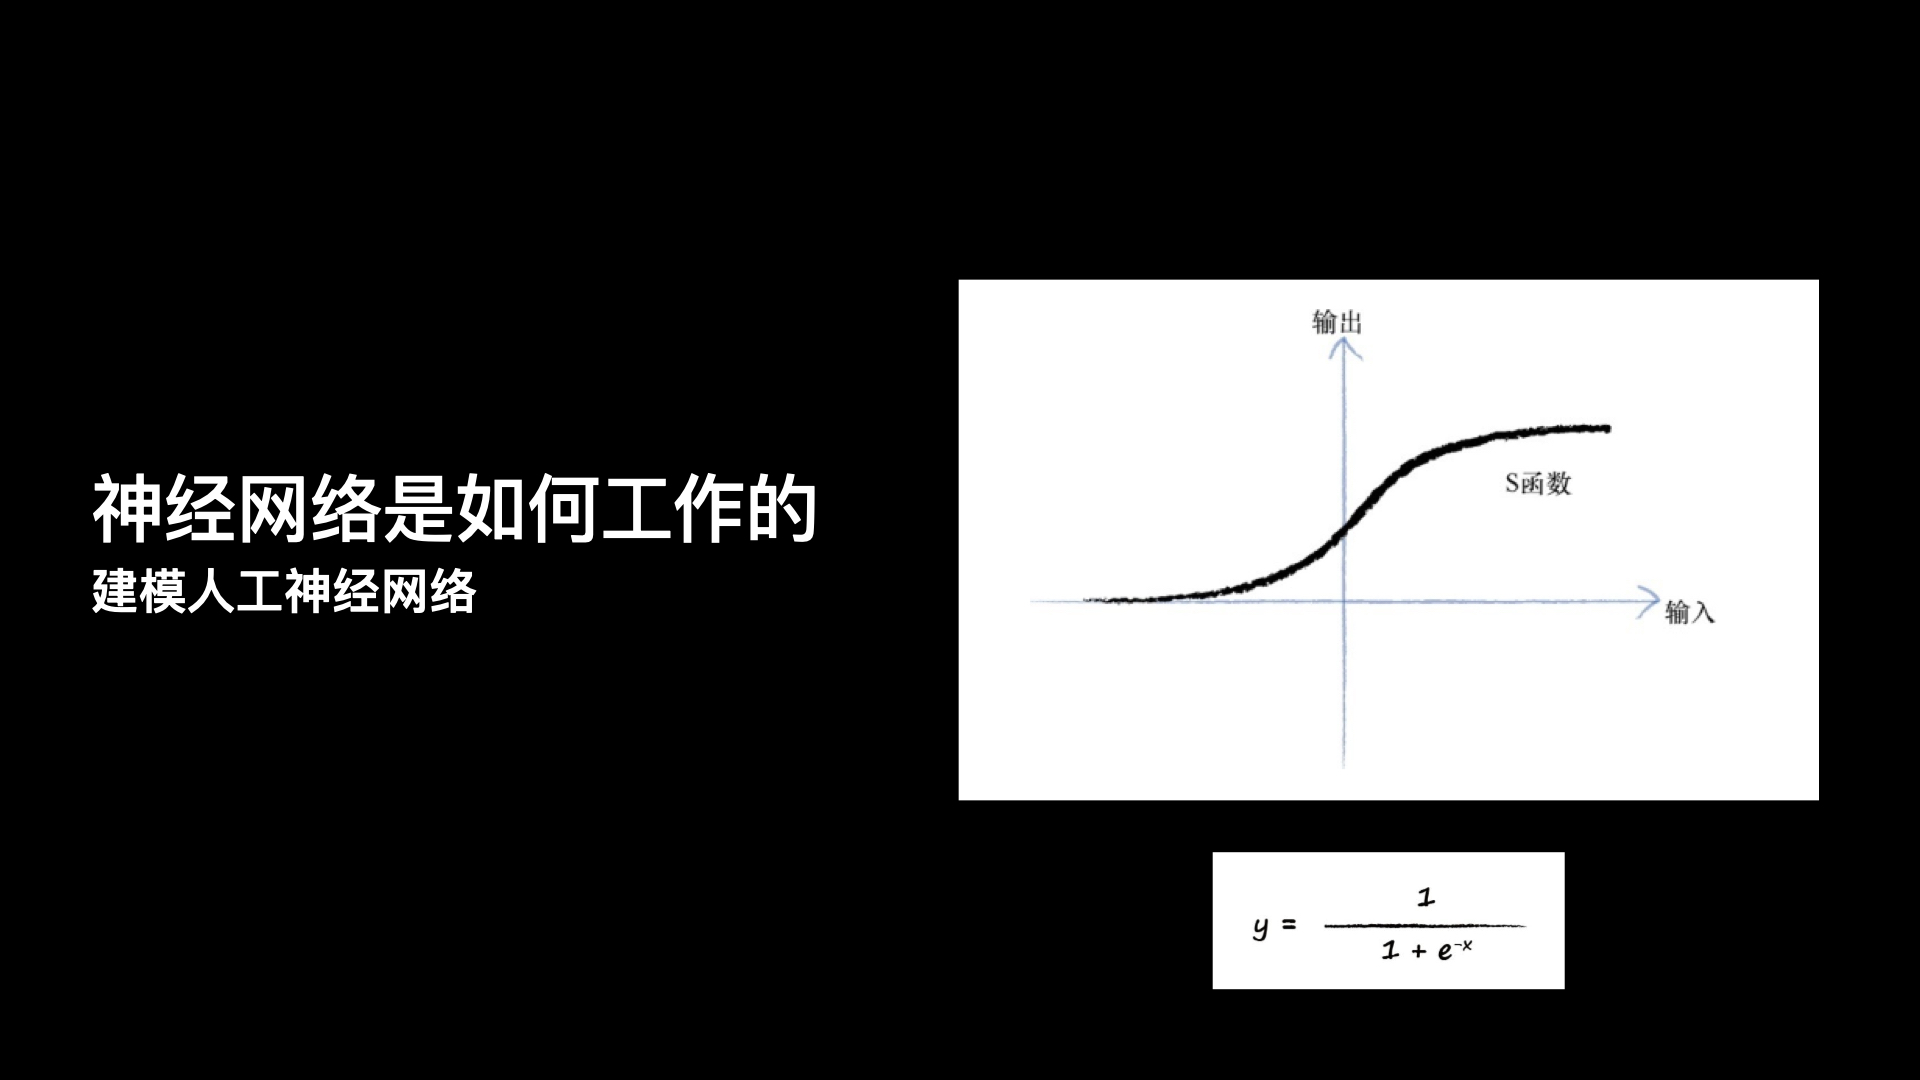 神经网络是如何工作的
建模人工神经网络
输出
S函数
输入
y = 1 / 1 + e^-x